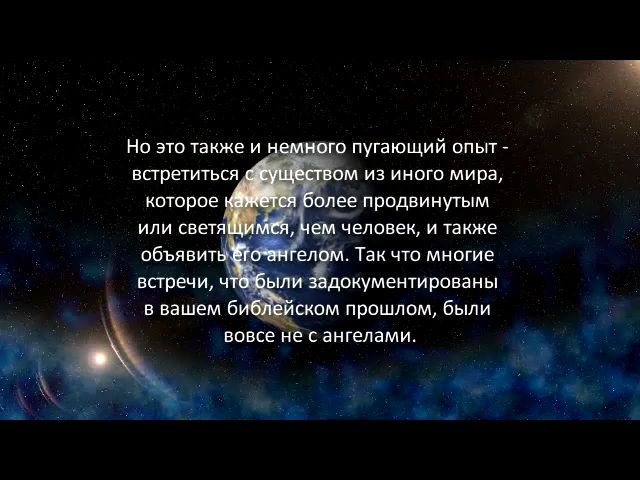 Но это также и немного пугающий опыт -
встретиться с существом из иного мира,
которое кажется более продвинутым
или светящимся, чем человек, и также
объявить его ангелом. Так что многие
встречи, что были задокументированы
в вашем библейском прошлом, были
вовсе не с ангелами.